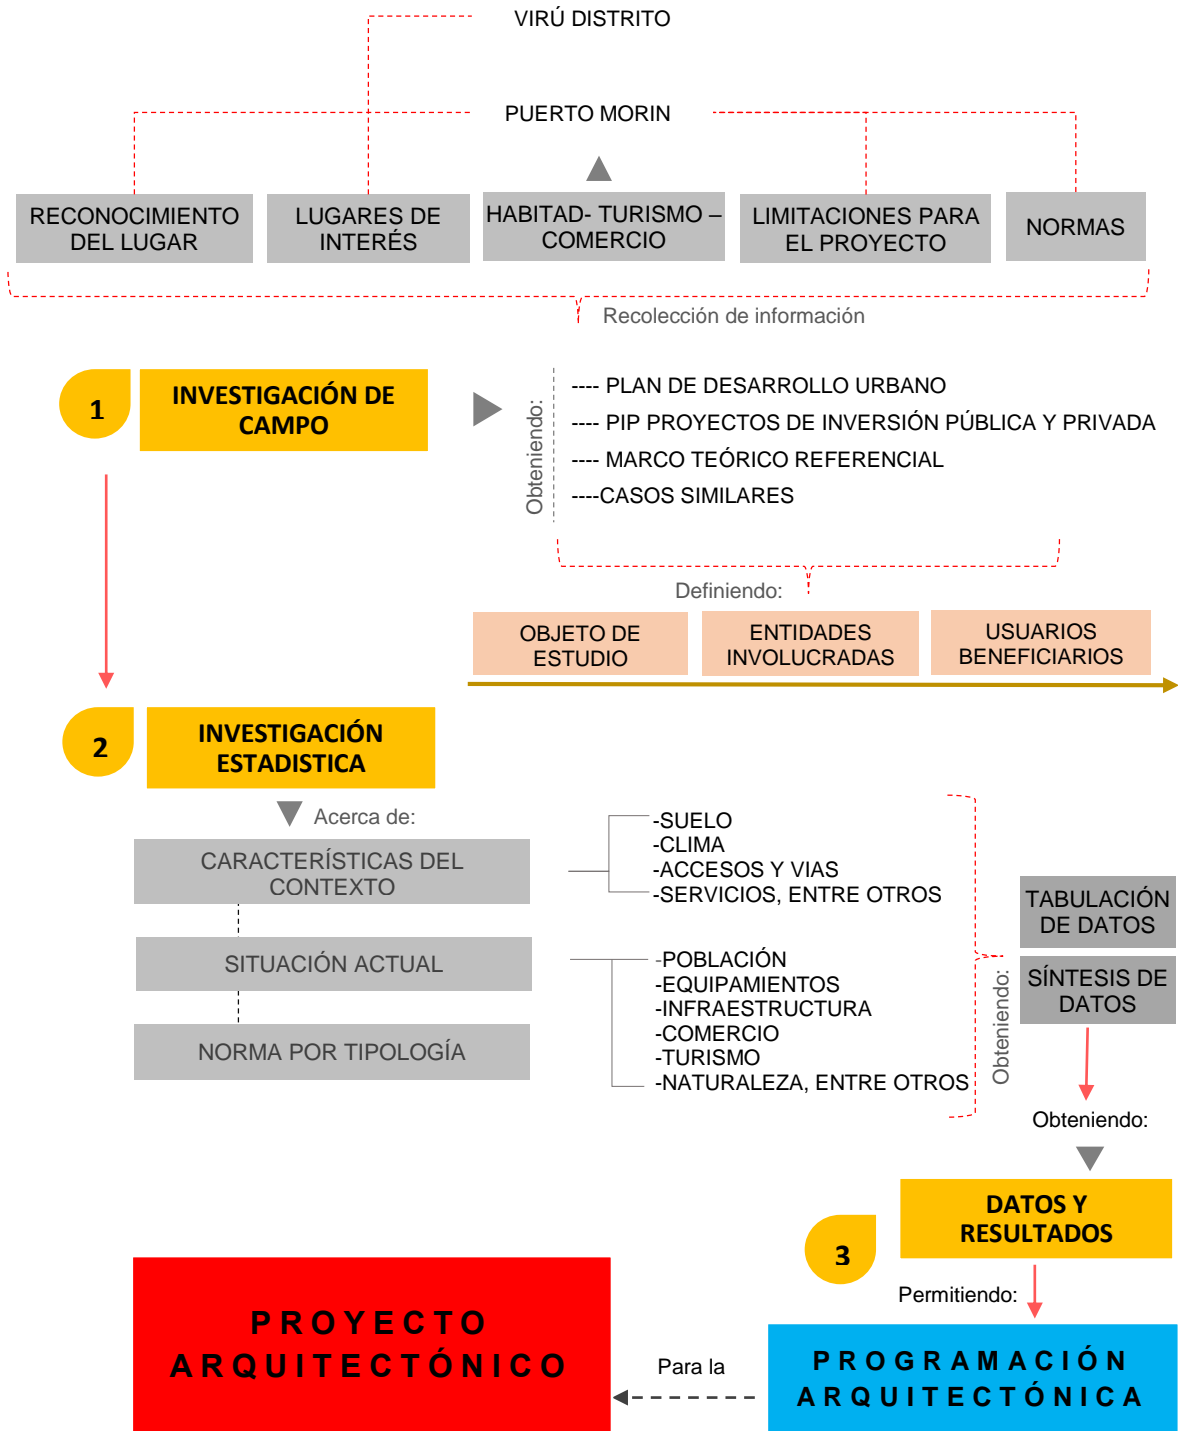 VIRÚ DISTRITO
PUERTO MORIN
RECONOCIMIENTO
DEL LUGAR
LUGARES DE
INTERÉS
HABITAD- TURISMO –
COMERCIO
LIMITACIONES PARA
EL PROYECTO
NORMAS
Recolección de información
1
INVESTIGACIÓN DE
CAMPO
Obteniendo:
---- PLAN DE DESARROLLO URBANO
---- PIP PROYECTOS DE INVERSIÓN PÚBLICA Y PRIVADA
---- MARCO TEÓRICO REFERENCIAL
----CASOS SIMILARES
Definiendo:
OBJETO DE
ESTUDIO
ENTIDADES
INVOLUCRADAS
USUARIOS
BENEFICIARIOS
2
INVESTIGACIÓN
ESTADISTICA
Acerca de:
CARACTERÍSTICAS DEL
CONTEXTO
-SUELO
-CLIMA
-ACCESOS Y VIAS
-SERVICIOS, ENTRE OTROS
SITUACIÓN ACTUAL
-POBLACIÓN
-EQUIPAMIENTOS
-INFRAESTRUCTURA
-COMERCIO
-TURISMO
-NATURALEZA, ENTRE OTROS
NORMA POR TIPOLOGÍA
Obteniendo:
TABULACIÓN
DE DATOS
SÍNTESIS DE
DATOS
Obteniendo:
3
DATOS Y
RESULTADOS
Permitiendo:
PROGRAMACIÓN
ARQUITECTÓNICA
Para la
PROYECTO
ARQUITECTÓNICO